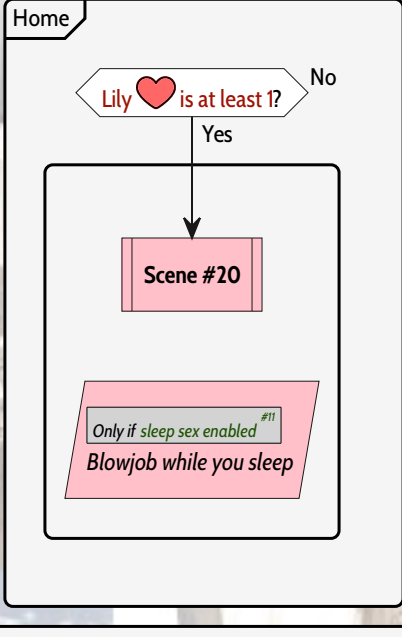 Home
Lily ❤ is at least 1?
No
Yes
Scene #20
#11
Only if sleep sex enabled
Blowjob while you sleep